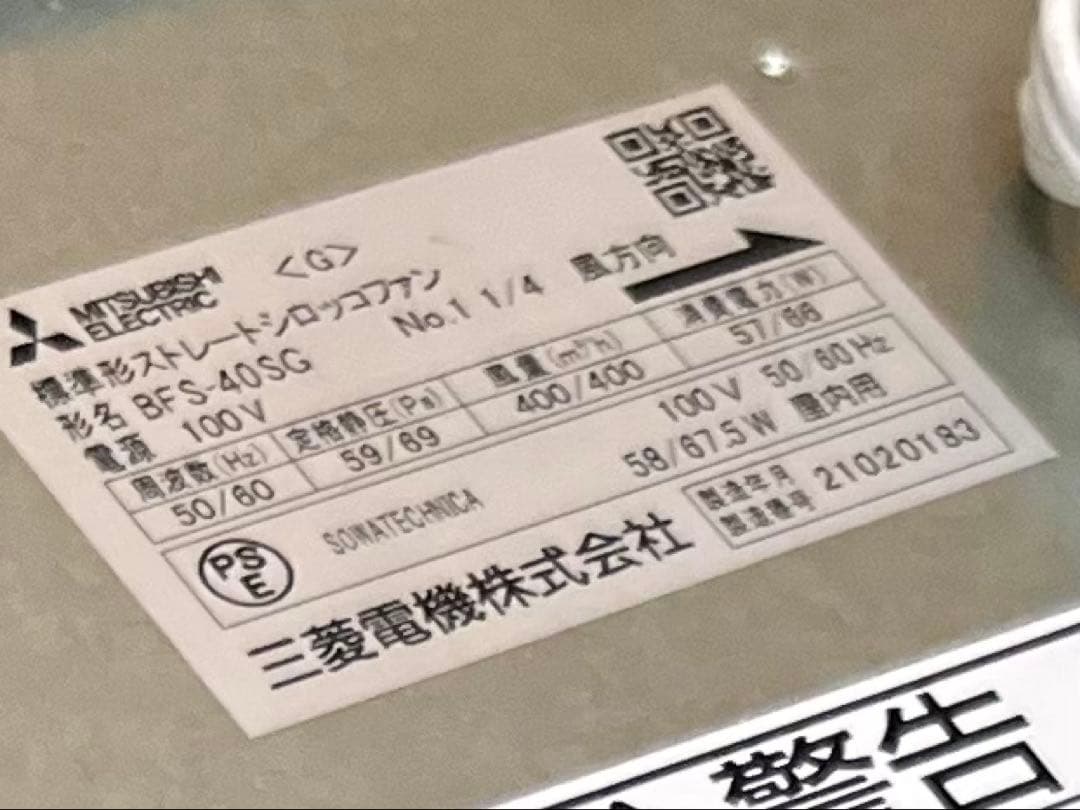 <G>
MITSUBISHI
ELECTRIC
標準形ストレートシロッコファン
形名 BFS-40SG No.1 1/4 風方向
電源 100V
周波数(Hz) 定格静圧(Pa) 風量(m³/h) 消費電力(W)
50/60 59/69 400/400 57/66
PS
E
SOWATECHNICA
100V 50/60Hz
58/67.5W 屋内用
三菱電機株式会社
製造年月
製造番号
21020183
警告